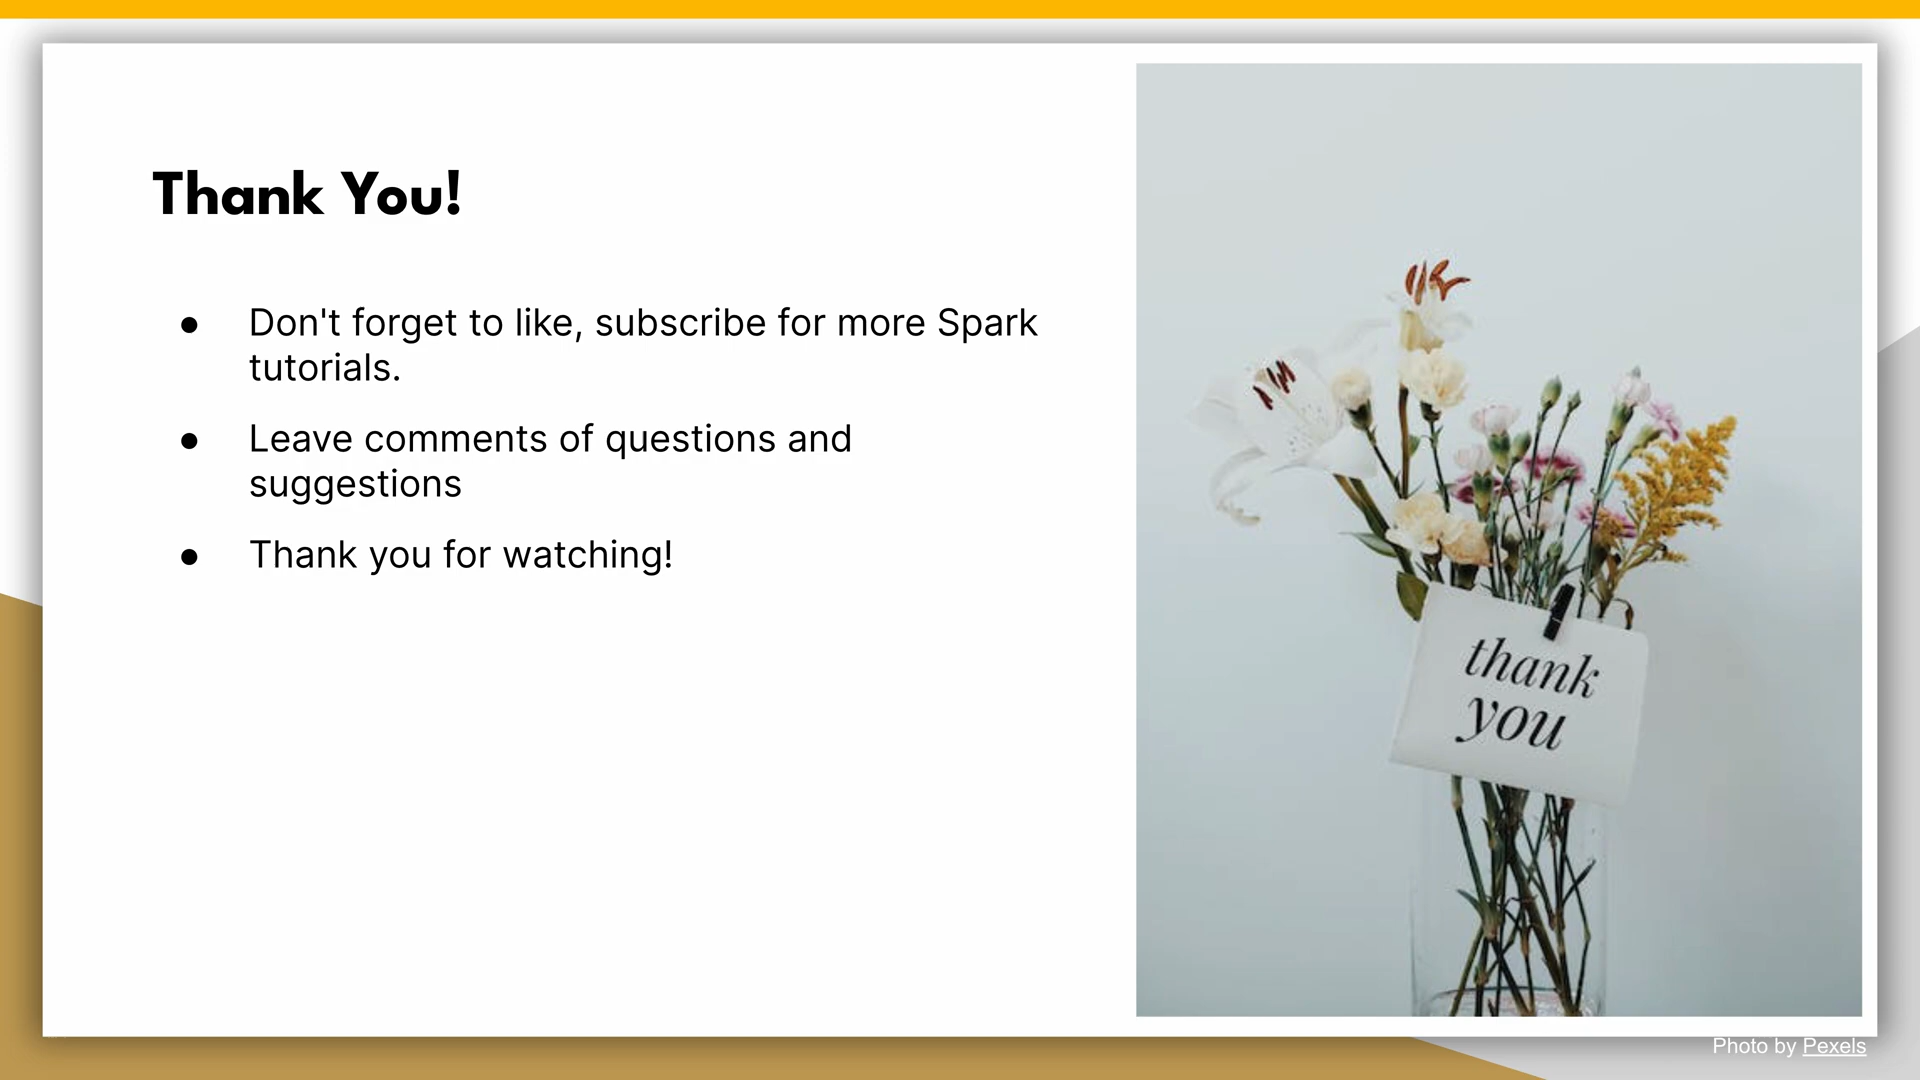 Thank You!
● Don't forget to like, subscribe for more Spark
tutorials.
● Leave comments of questions and
suggestions
● Thank you for watching!
thank
you
Photo by Pexels